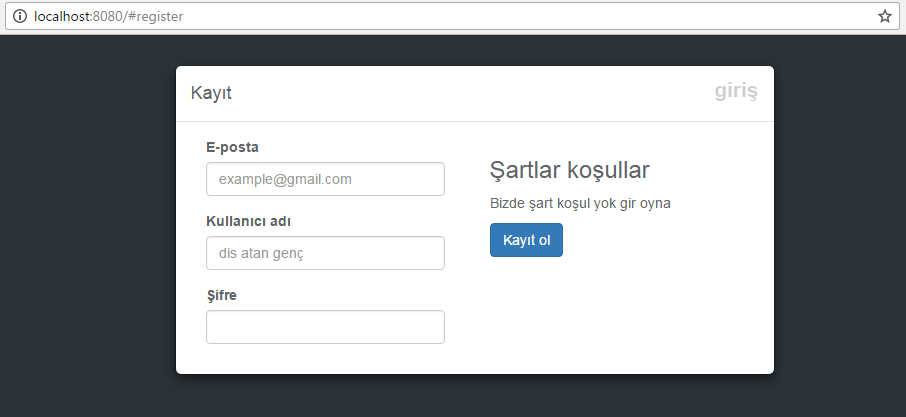 localhost:8080/#register
Kayıt
giriş
E-posta
example@gmail.com
Kullanıcı adı
dis atan genç
Şifre
Şartlar koşullar
Bizde şart koşul yok gir oyna
Kayıt ol